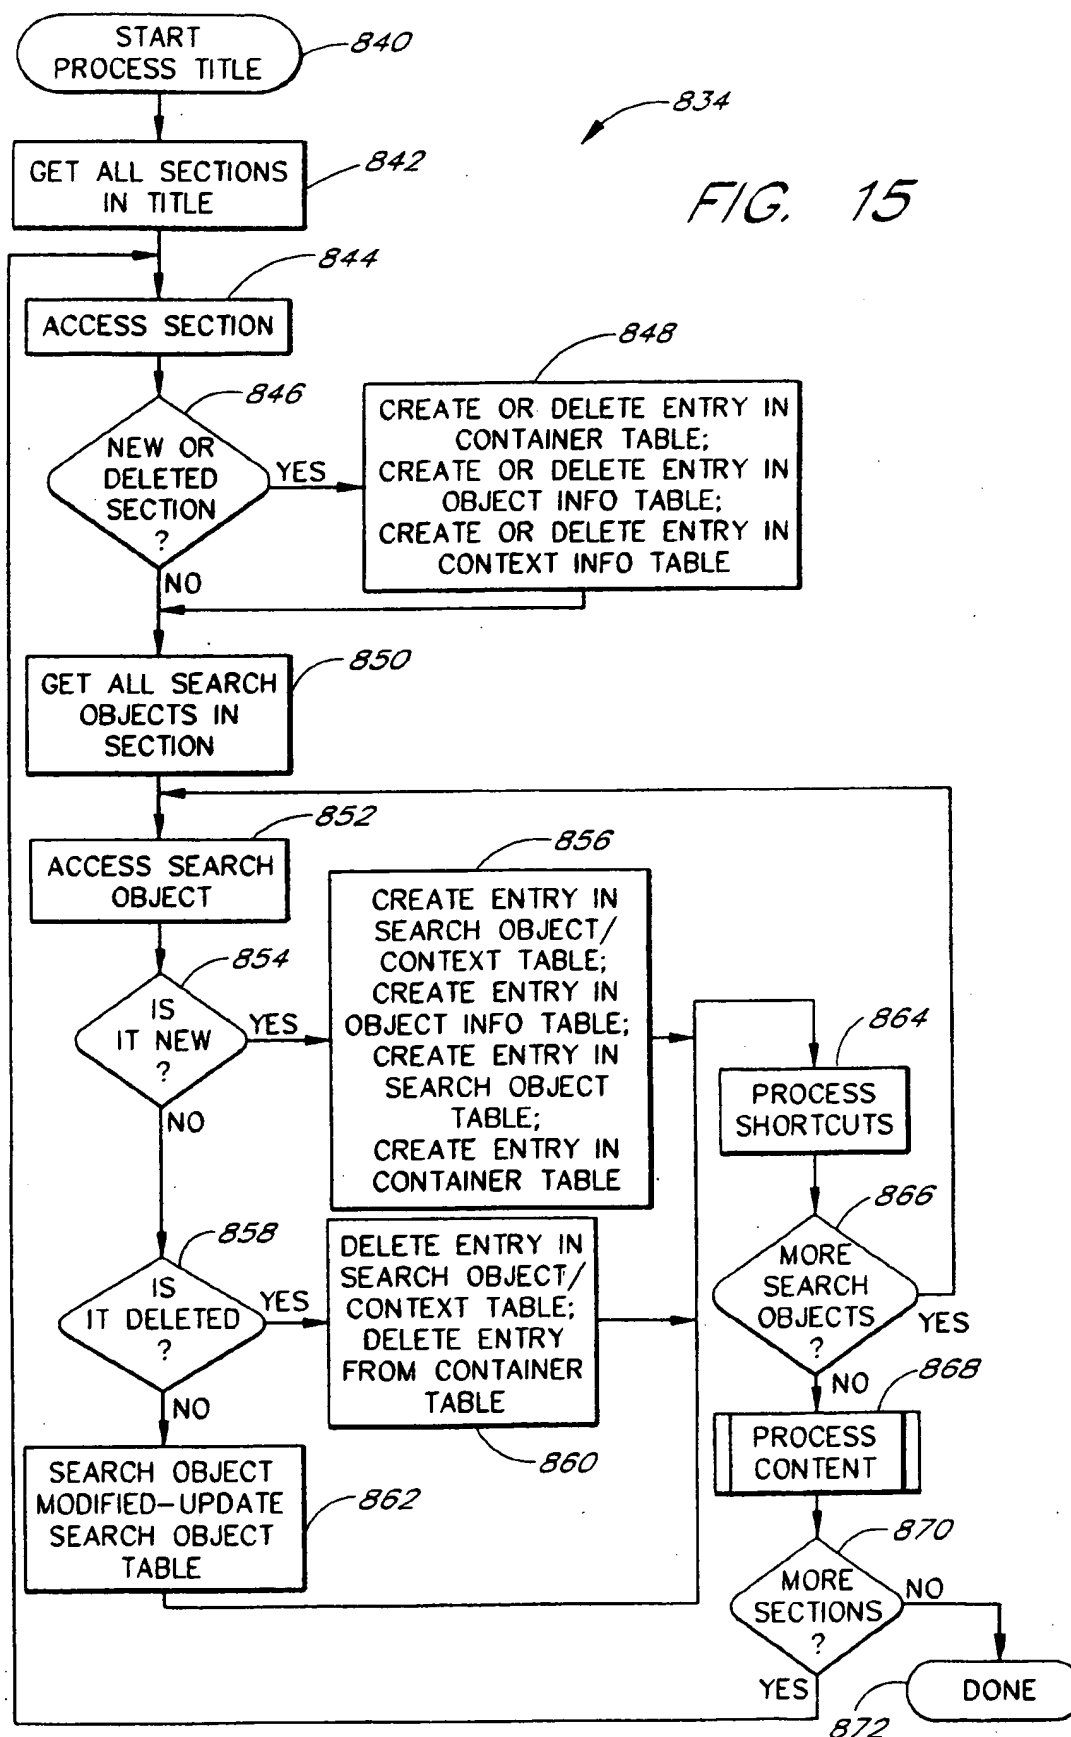 START
PROCESS TITLE
840
834
GET ALL SECTIONS
IN TITLE
842
FIG. 15
844
ACCESS SECTION
846
NEW OR
DELETED
SECTION
?
YES
NO
848
CREATE OR DELETE ENTRY IN
CONTAINER TABLE;
CREATE OR DELETE ENTRY IN
OBJECT INFO TABLE;
CREATE OR DELETE ENTRY IN
CONTEXT INFO TABLE
850
GET ALL SEARCH
OBJECTS IN
SECTION
852
ACCESS SEARCH
OBJECT
854
IS
IT NEW
?
YES
NO
856
CREATE ENTRY IN
SEARCH OBJECT/
CONTEXT TABLE;
CREATE ENTRY IN
OBJECT INFO TABLE;
CREATE ENTRY IN
SEARCH OBJECT
TABLE;
CREATE ENTRY IN
CONTAINER TABLE
858
IS
IT DELETED
?
YES
NO
DELETE ENTRY IN
SEARCH OBJECT/
CONTEXT TABLE;
DELETE ENTRY
FROM CONTAINER
TABLE
860
SEARCH OBJECT
MODIFIED-UPDATE
SEARCH OBJECT
TABLE
862
864
PROCESS
SHORTCUTS
866
MORE
SEARCH
OBJECTS
?
YES
NO
868
PROCESS
CONTENT
870
MORE
SECTIONS
?
NO
YES
DONE
872